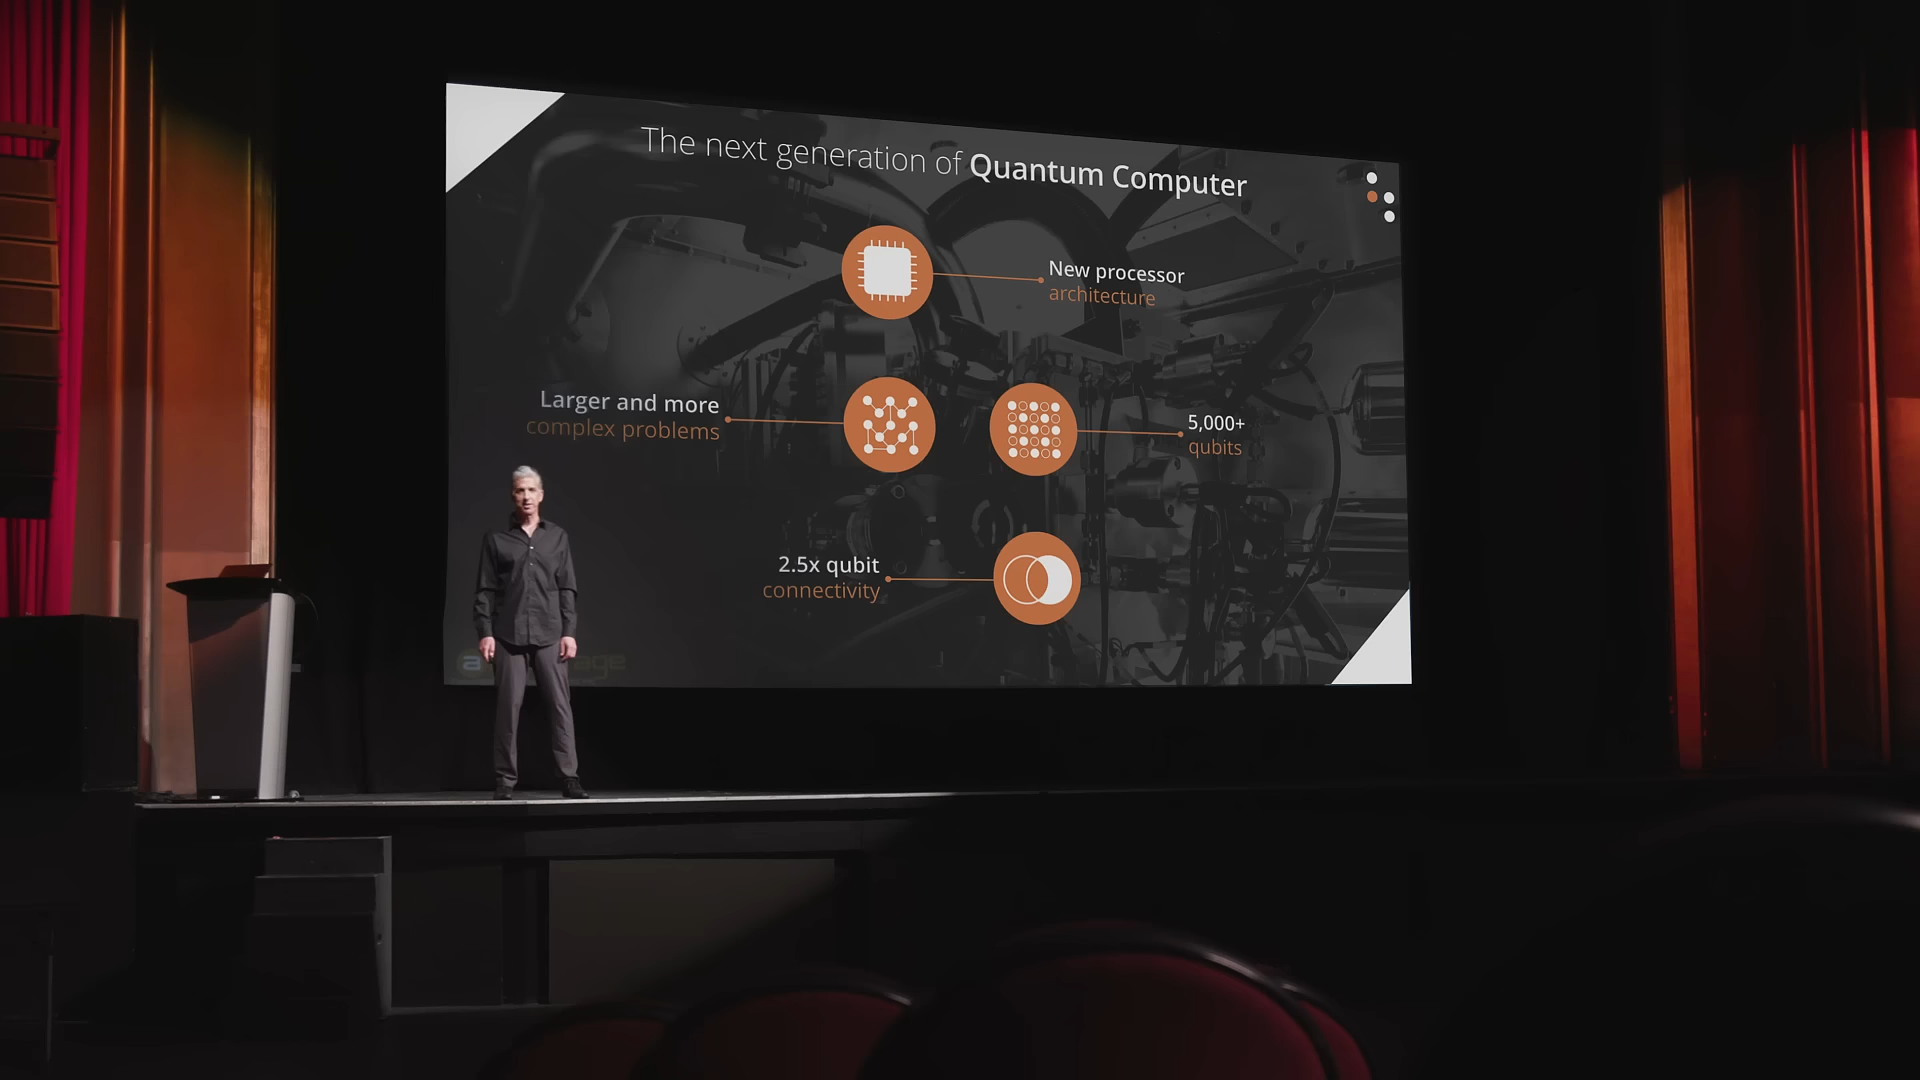 The next generation of Quantum Computer
New processor
architecture
Larger and more
complex problems
5,000+
qubits
2.5x qubit
connectivity